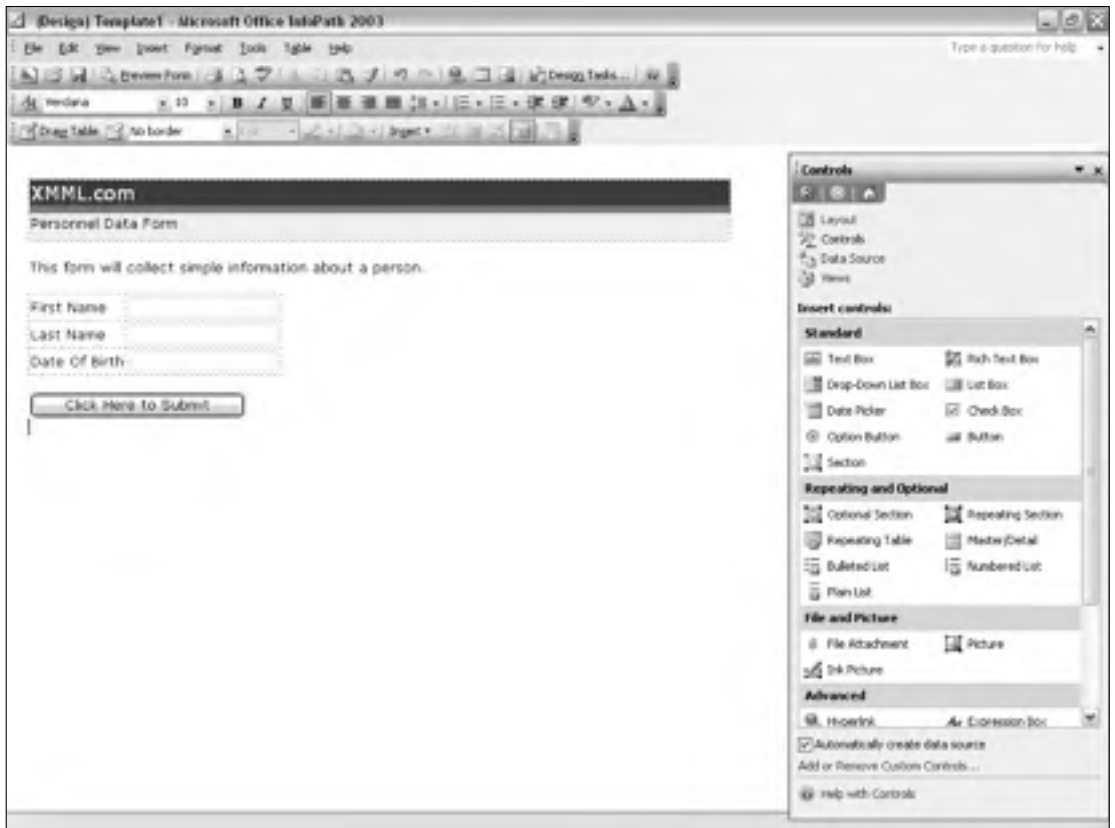 (Design) Template1 - Microsoft Office InfoPath 2003
File Edit View Insert Format Tools Table Help
Type a question for help
Preview Form Design Tasks...
Verdana 10 B I U
Draw Table No border Insert
XMML.com
Personnel Data Form
This form will collect simple information about a person.
First Name
Last Name
Date Of Birth
Click Here to Submit
Controls
Layout
Controls
Data Source
Views
Insert controls:
Standard
Text Box Rich Text Box
Drop-Down List Box List Box
Date Picker Check Box
Option Button Button
Section
Repeating and Optional
Optional Section Repeating Section
Repeating Table Master/Detail
Bulleted List Numbered List
Plain List
File and Picture
File Attachment Picture
Ink Picture
Advanced
Hyperlink Expression Box
Automatically create data source
Add or Remove Custom Controls...
Help with Controls